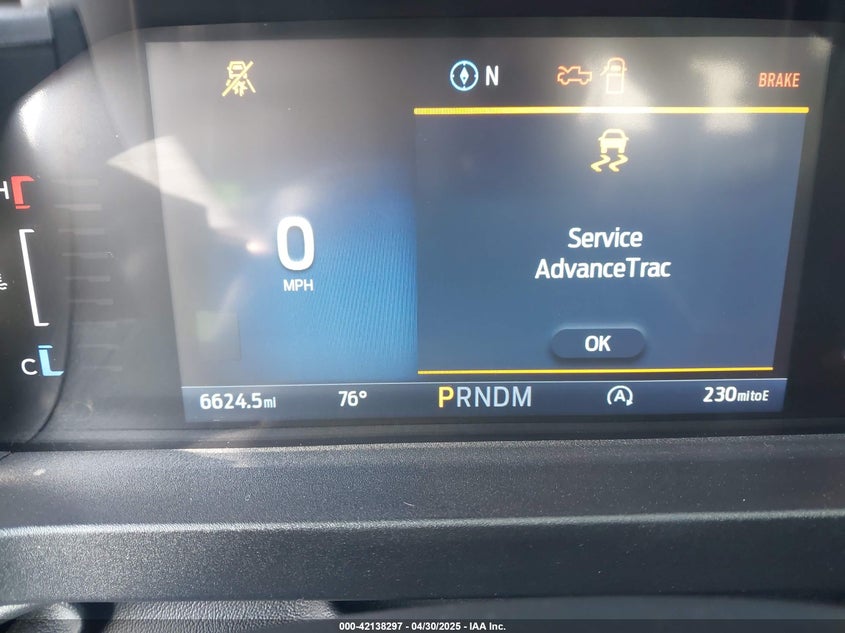 N
BRAKE
H
Service
AdvanceTrac
0
MPH
OK
C
6624.5mi 76° PRNDM A 230mitoE
000-42138297 - 04/30/2025 - IAA Inc.